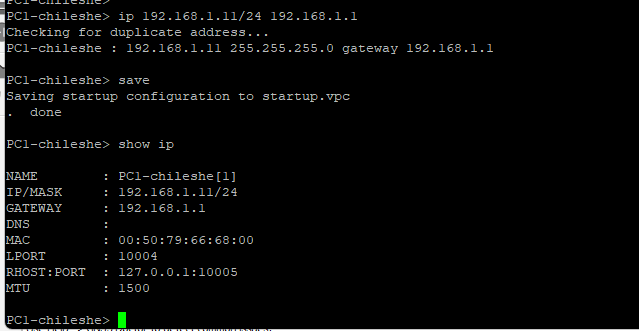 PC1-chileshe>
PC1-chileshe> ip 192.168.1.11/24 192.168.1.1
Checking for duplicate address...
PC1-chileshe : 192.168.1.11 255.255.255.0 gateway 192.168.1.1
PC1-chileshe> save
Saving startup configuration to startup.vpc
.  done
PC1-chileshe> show ip
NAME        : PC1-chileshe[1]
IP/MASK     : 192.168.1.11/24
GATEWAY     : 192.168.1.1
DNS         :
MAC         : 00:50:79:66:68:00
LPORT       : 10004
RHOST:PORT  : 127.0.0.1:10005
MTU         : 1500
PC1-chileshe>